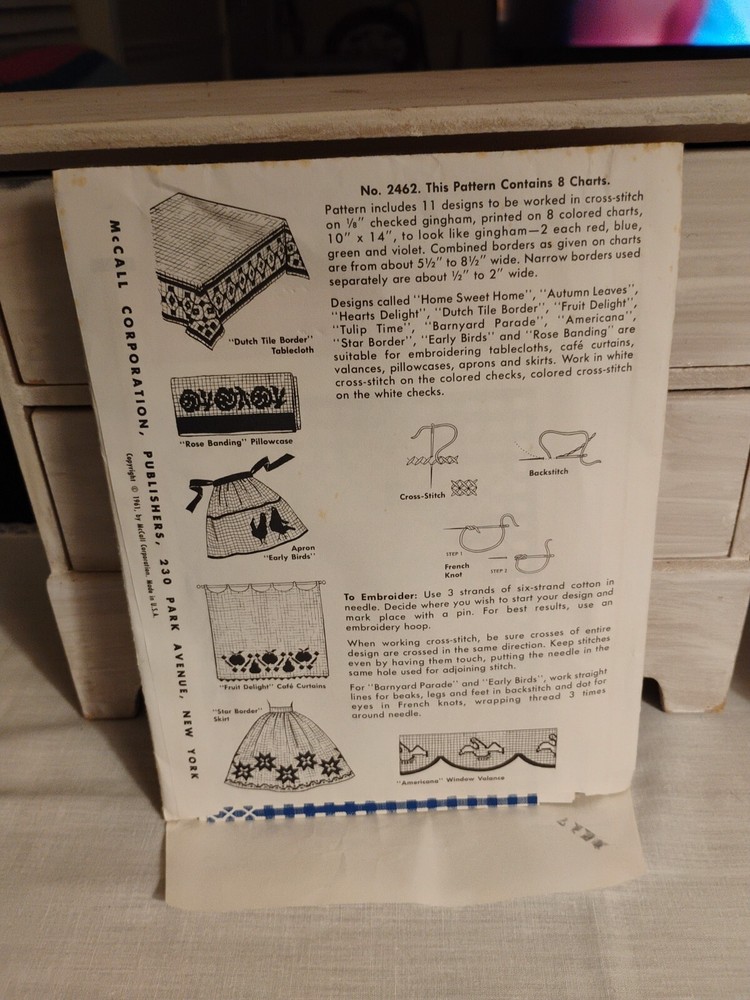 No. 2462. This Pattern Contains 8 Charts.
Pattern includes 11 designs to be worked in cross-stitch
on 1/8" checked gingham, printed on 8 colored charts,
10" x 14", to look like gingham—2 each red, blue,
green and violet. Combined borders as given on charts
are from about 5½" to 8½" wide. Narrow borders used
separately are about ½" to 2" wide.
Designs called "Home Sweet Home", "Autumn Leaves",
"Hearts Delight", "Dutch Tile Border", "Fruit Delight",
"Tulip Time", "Barnyard Parade", "Americana",
"Star Border", "Early Birds" and "Rose Banding" are
suitable for embroidering tablecloths, café curtains,
valances, pillowcases, aprons and skirts. Work in white
cross-stitch on the colored checks, colored cross-stitch
on the white checks.
"Dutch Tile Border"
Tablecloth
"Rose Banding" Pillowcase
Apron
"Early Birds"
"Fruit Delight" Café Curtains
"Star Border"
Skirt
Cross-Stitch
Backstitch
STEP 1
French
Knot
STEP 2
To Embroider: Use 3 strands of six-strand cotton in
needle. Decide where you wish to start your design and
mark place with a pin. For best results, use an
embroidery hoop.
When working cross-stitch, be sure crosses of entire
design are crossed in the same direction. Keep stitches
even by having them touch, putting the needle in the
same hole used for adjoining stitch.
For "Barnyard Parade" and "Early Birds", work straight
lines for beaks, legs and feet in backstitch and dot for
eyes in French knots, wrapping thread 3 times
around needle.
"Americana" Window Valance
McCALL CORPORATION, PUBLISHERS, 230 PARK AVENUE, NEW YORK
Copyright © 1961, by McCall Corporation. Made in U.S.A.